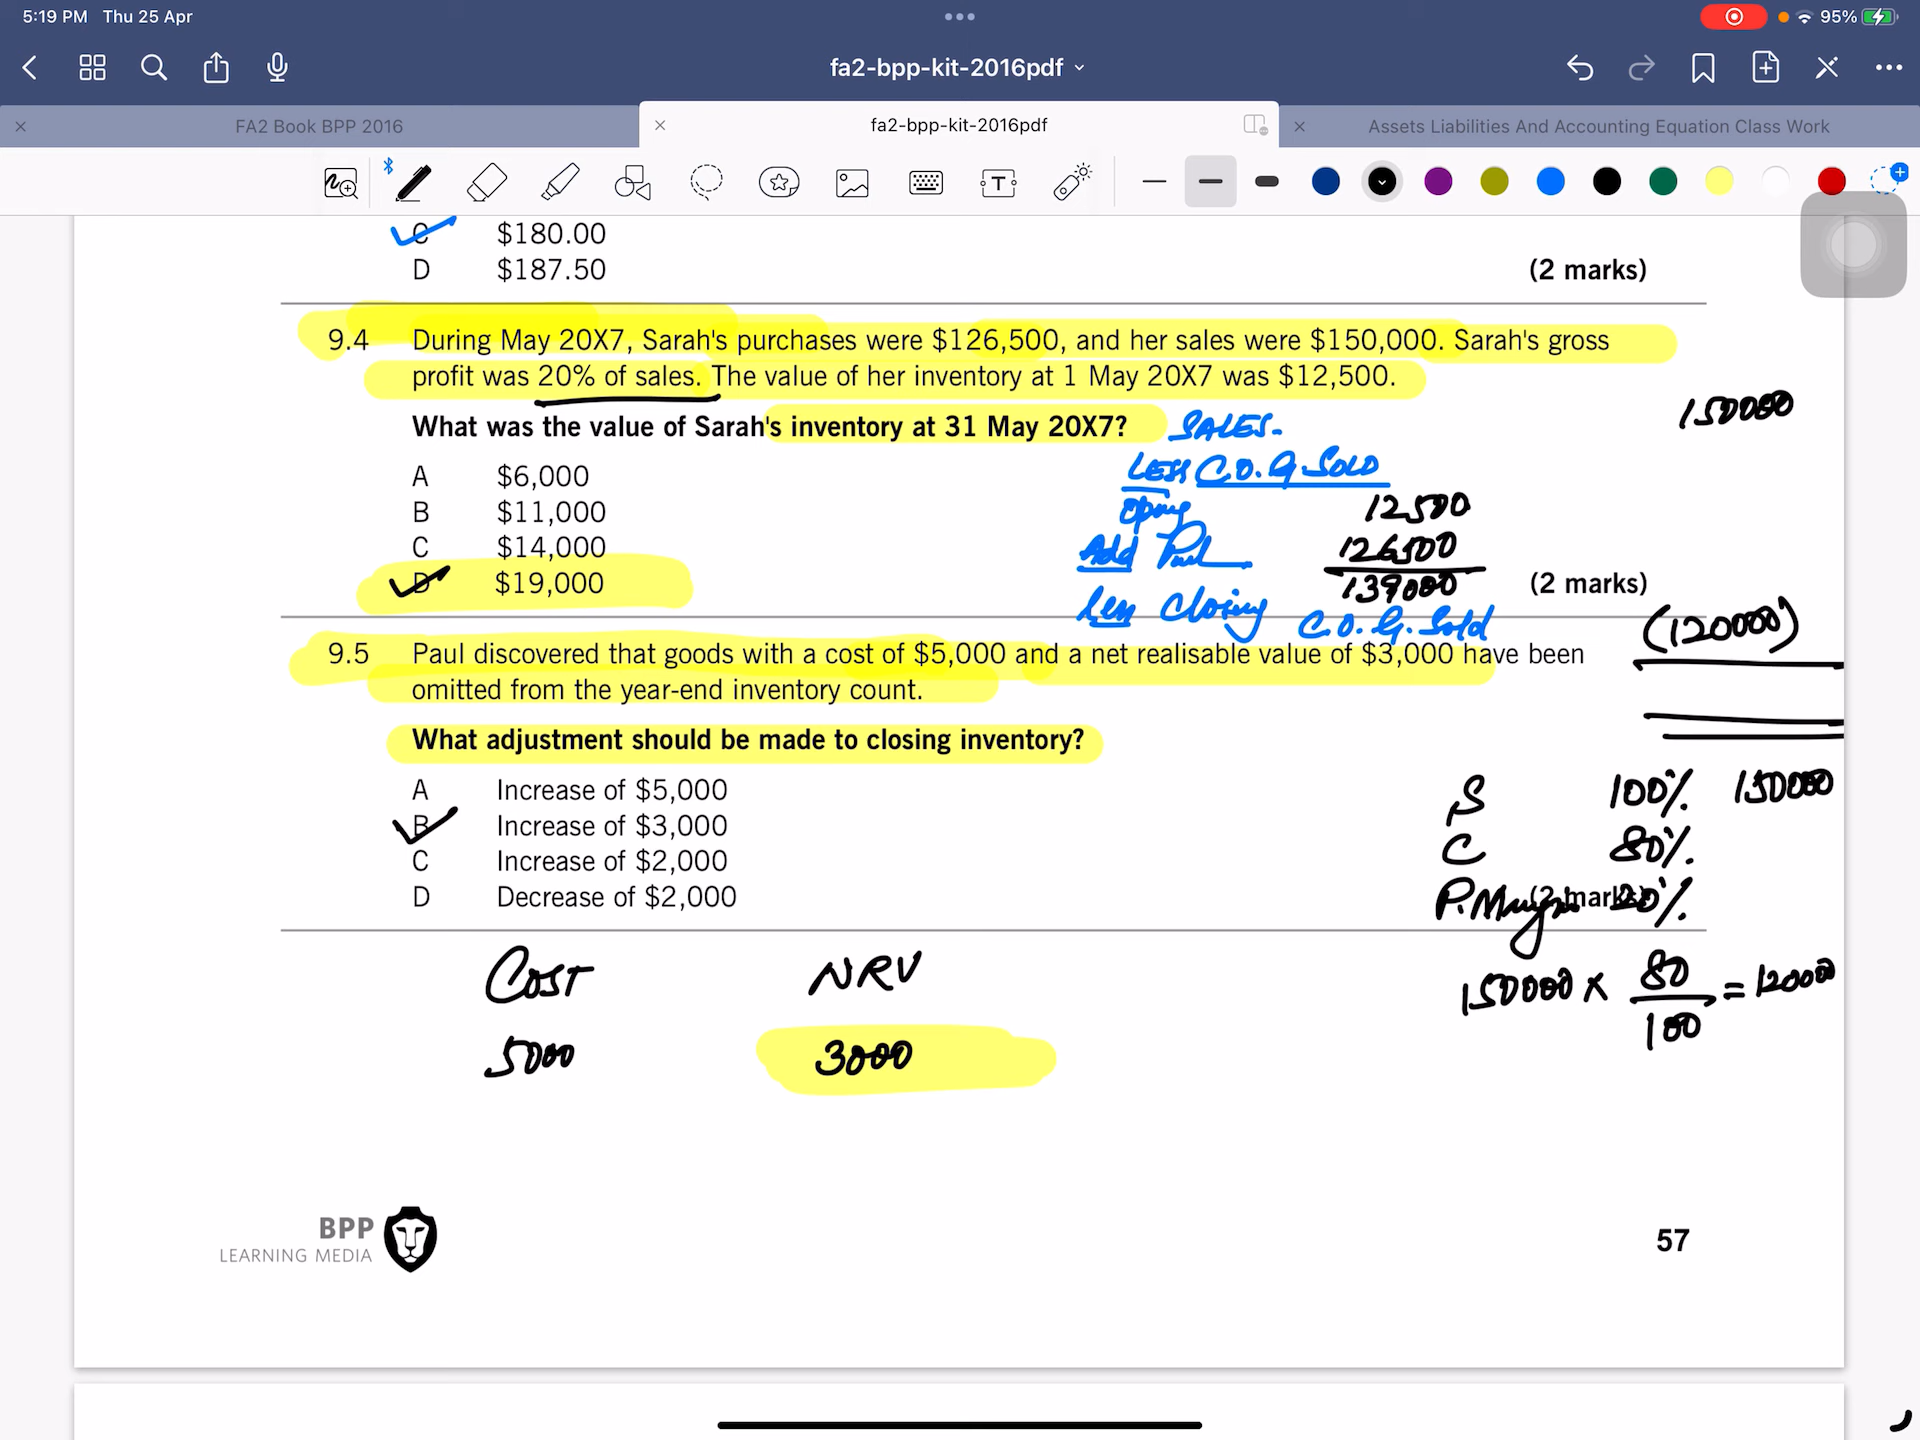 5:19 PM Thu 25 Apr
95%
fa2-bpp-kit-2016pdf
FA2 Book BPP 2016
fa2-bpp-kit-2016pdf
Assets Liabilities And Accounting Equation Class Work
C $180.00
D $187.50
(2 marks)
9.4 During May 20X7, Sarah's purchases were $126,500, and her sales were $150,000. Sarah's gross
profit was 20% of sales. The value of her inventory at 1 May 20X7 was $12,500.
150000
What was the value of Sarah's inventory at 31 May 20X7?
SALES-
A $6,000
LESS C.O.G.SOLD
B $11,000
12500
C $14,000
Add 126500
D $19,000
139000
(2 marks)
Less Closing C.O.G.Sold
(120000)
9.5 Paul discovered that goods with a cost of $5,000 and a net realisable value of $3,000 have been
omitted from the year-end inventory count.
What adjustment should be made to closing inventory?
A Increase of $5,000
B Increase of $3,000
C Increase of $2,000
D Decrease of $2,000
(2 marks)
S 100% 150000
C 80%
P.Margin 20%
150000 x 80/100 = 120000
COST NRV
5000 3000
BPP
LEARNING MEDIA
57